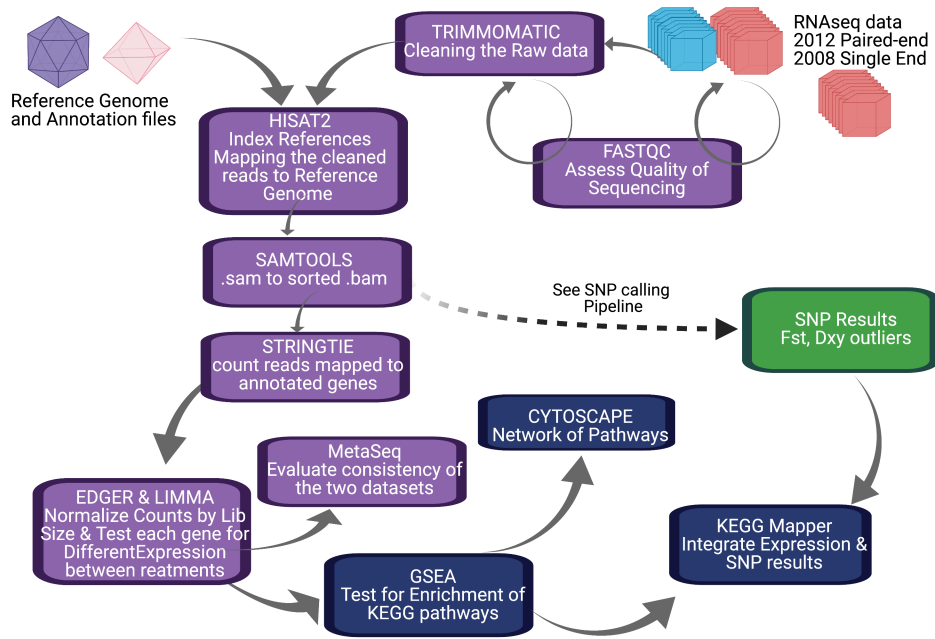 TRIMMOMATIC
Cleaning the Raw data
RNAseq data
2012 Paired-end
2008 Single End
Reference Genome
and Annotation files
HISAT2
Index References
Mapping the cleaned
reads to Reference
Genome
FASTQC
Assess Quality of
Sequencing
SAMTOOLS
.sam to sorted .bam
See SNP calling
Pipeline
SNP Results
Fst, Dxy outliers
STRINGTIE
count reads mapped to
annotated genes
CYTOSCAPE
Network of Pathways
MetaSeq
Evaluate consistency of
the two datasets
EDGER & LIMMA
Normalize Counts by Lib
Size & Test each gene for
DifferentExpression
between reatments
KEGG Mapper
Integrate Expression &
SNP results
GSEA
Test for Enrichment of
KEGG pathways